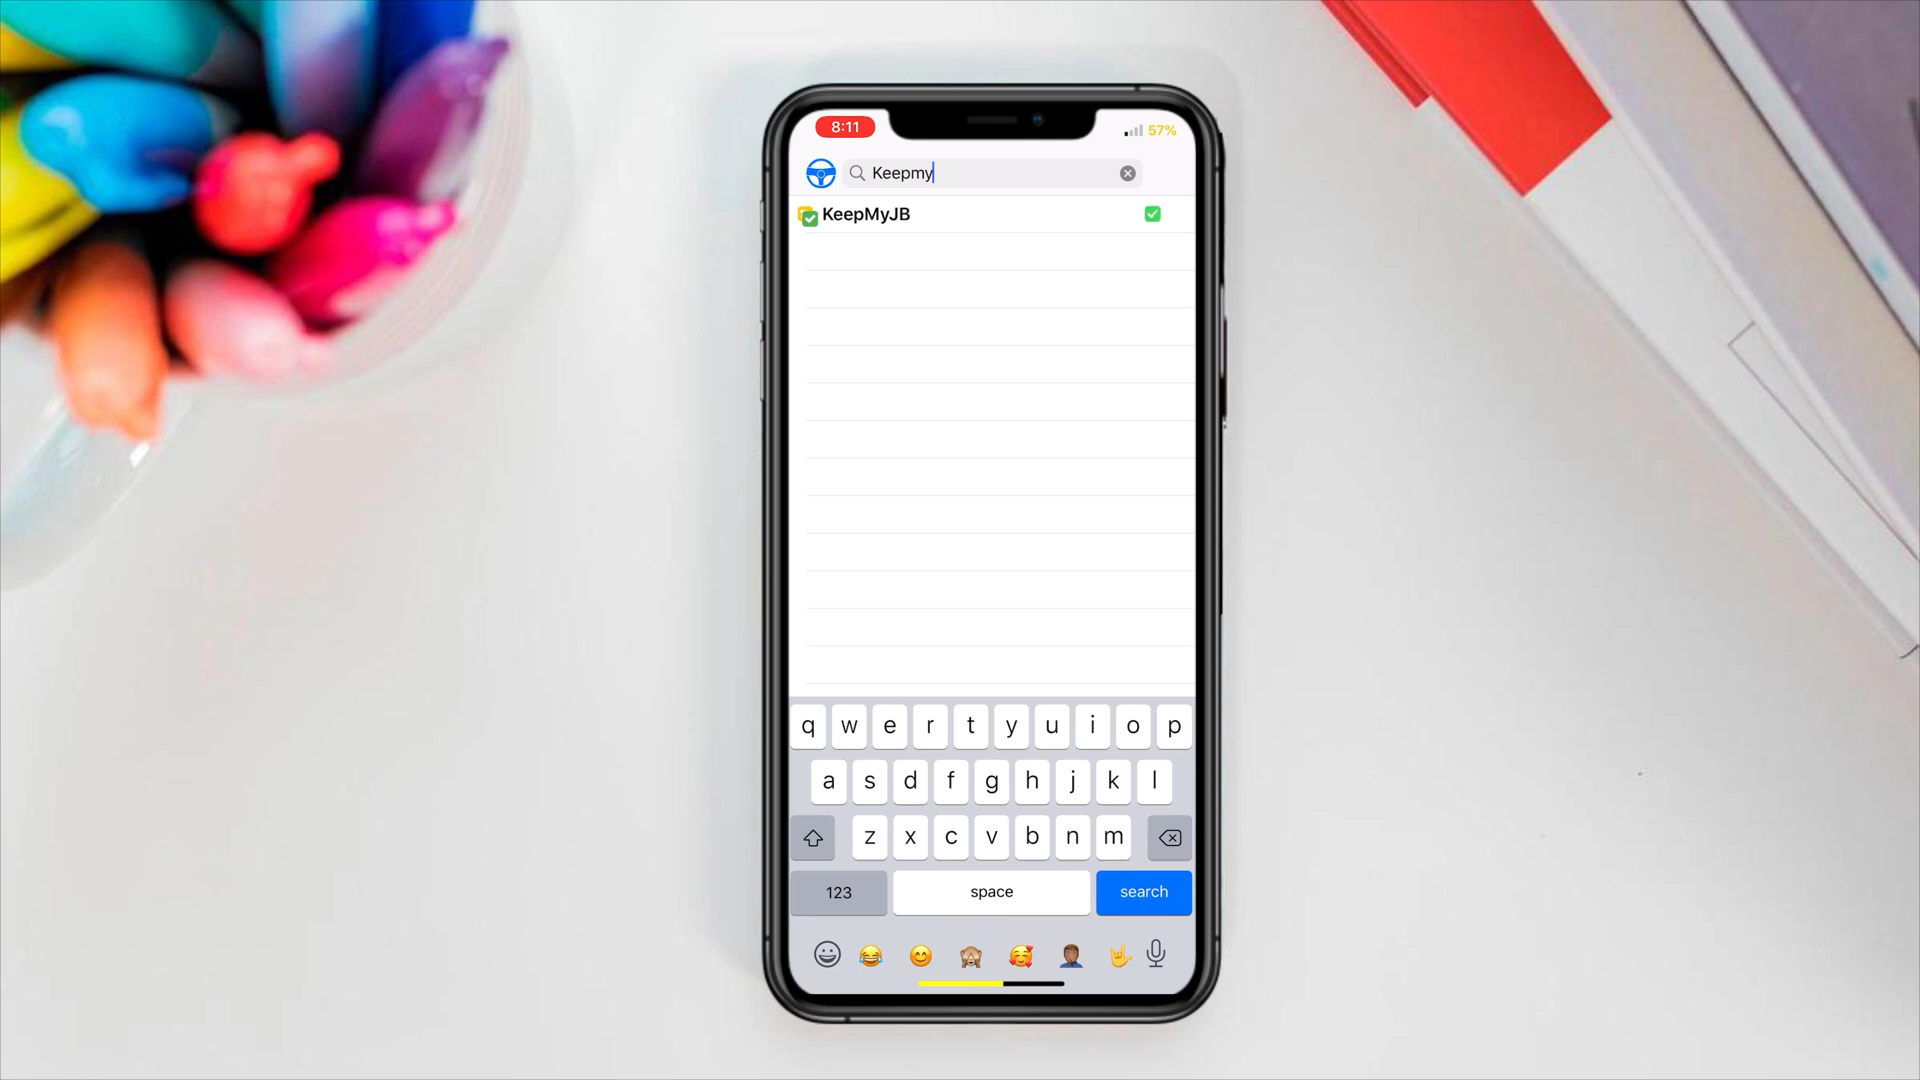 8:11
57%
Keepmy
KeepMyJB
q w e r t y u i o p
a s d f g h j k l
z x c v b n m
123 space search